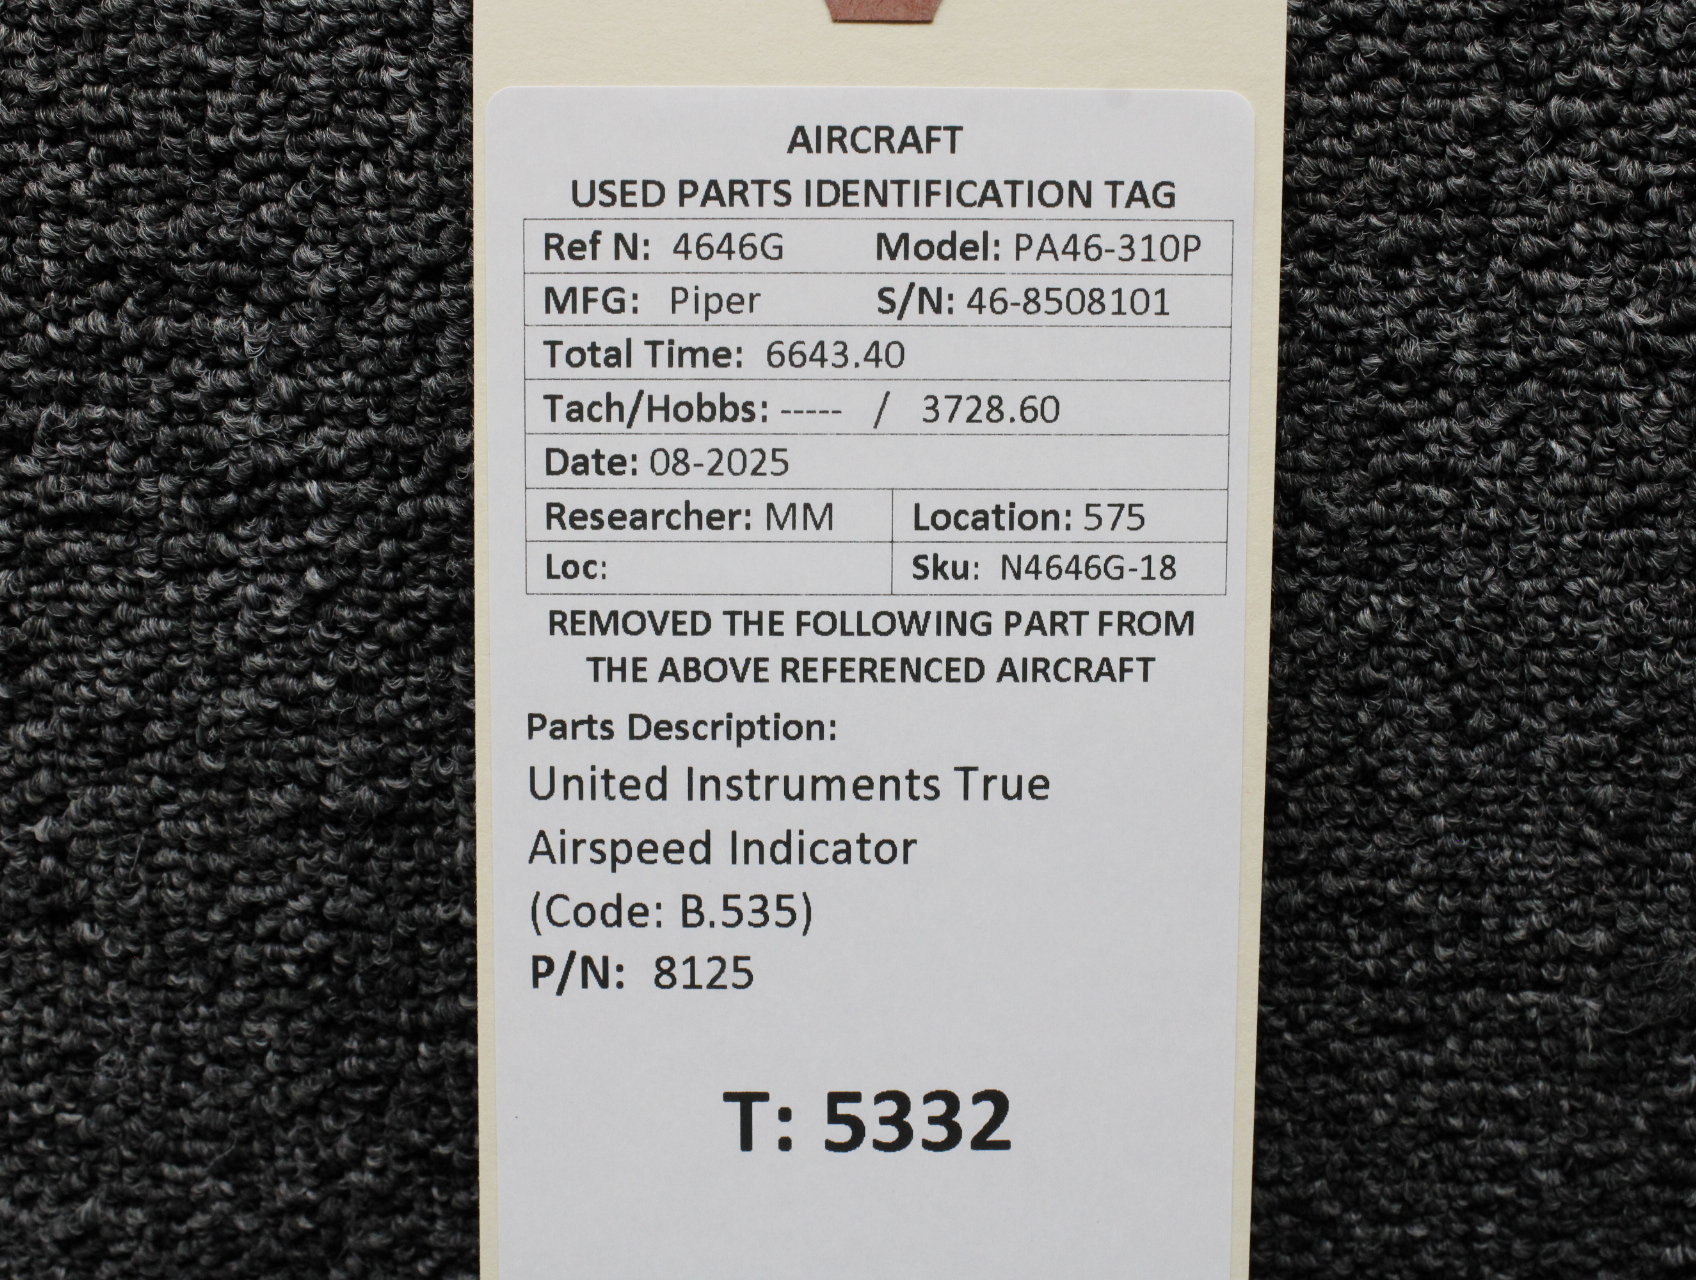 AIRCRAFT
USED PARTS IDENTIFICATION TAG
Ref N: 4646G Model: PA46-310P
MFG: Piper S/N: 46-8508101
Total Time: 6643.40
Tach/Hobbs: ----- / 3728.60
Date: 08-2025
Researcher: MM Location: 575
Loc: Sku: N4646G-18
REMOVED THE FOLLOWING PART FROM
THE ABOVE REFERENCED AIRCRAFT
Parts Description:
United Instruments True
Airspeed Indicator
(Code: B.535)
P/N: 8125
T: 5332